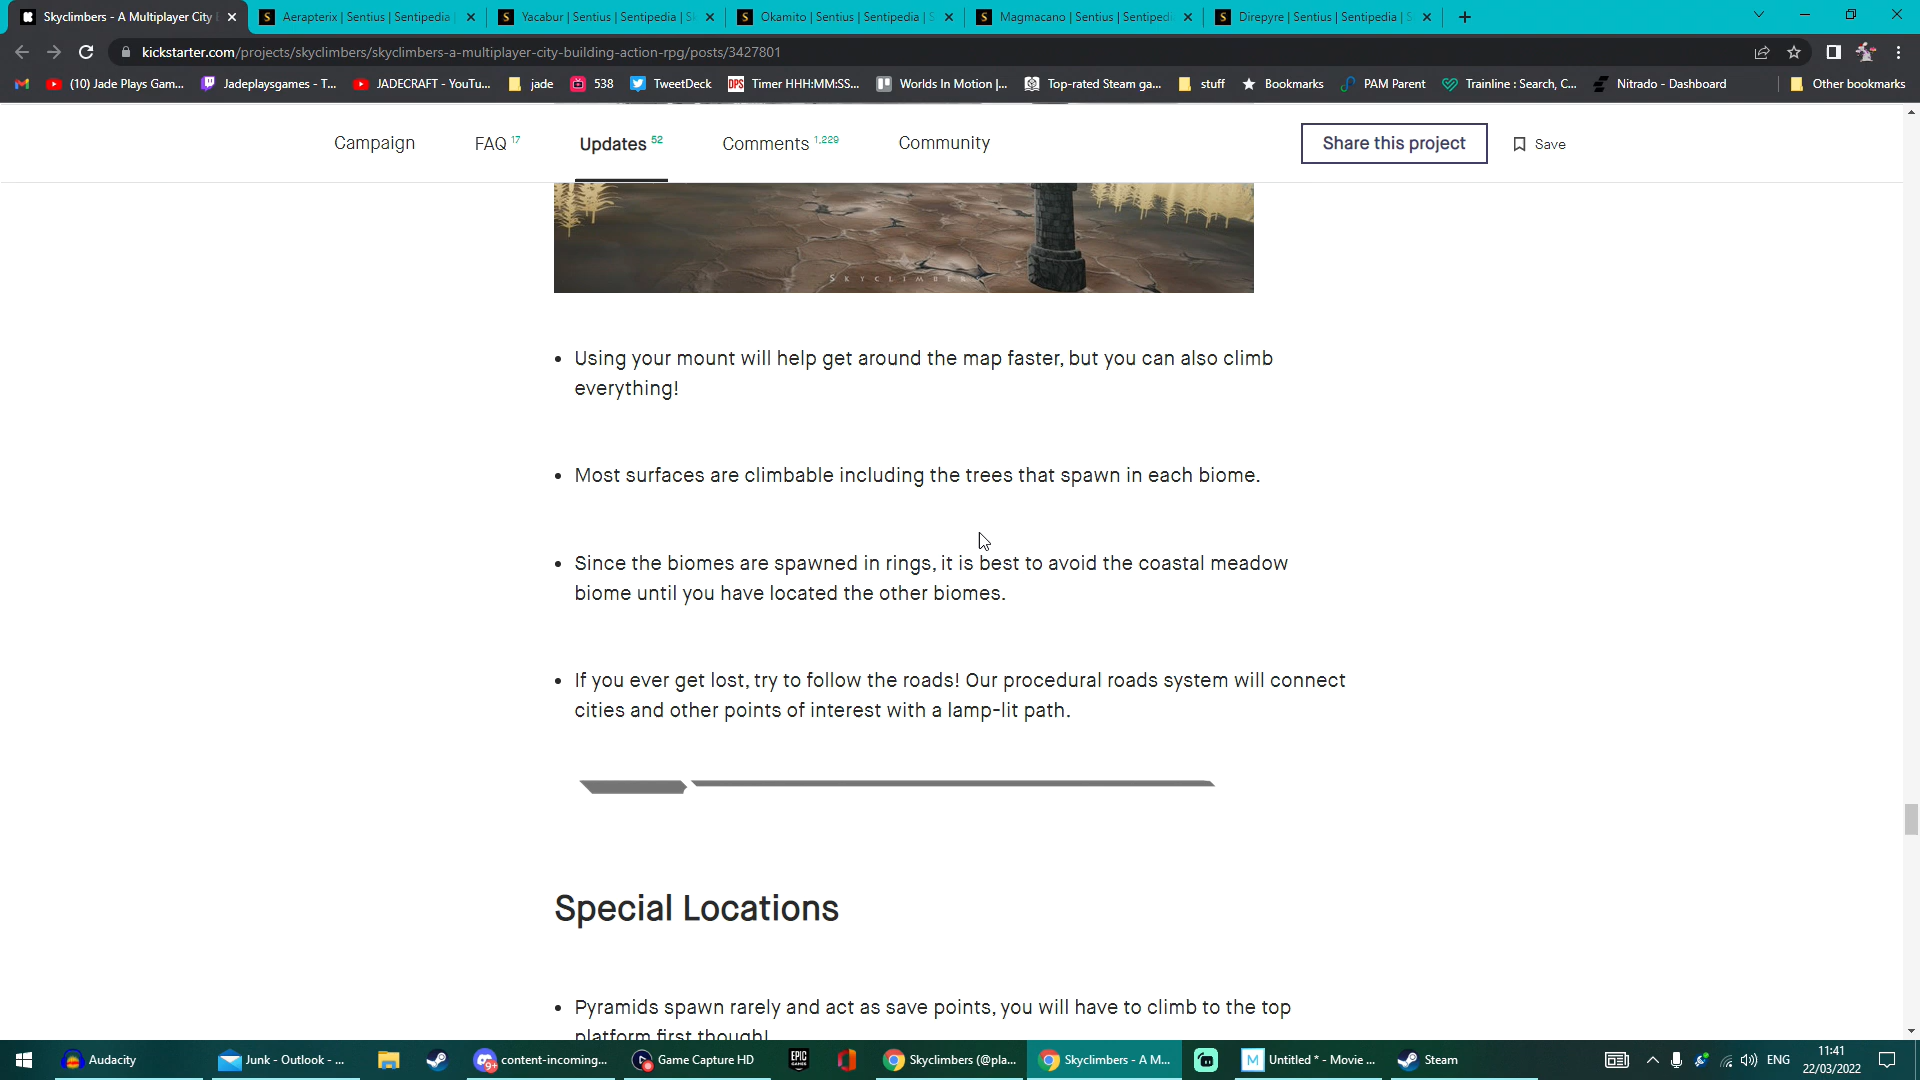 Skyclimbers - A Multiplayer City
Aerapterix | Sentius | Sentipedia
Yacabur | Sentius | Sentipedia | S
Okamito | Sentius | Sentipedia | S
Magmacano | Sentius | Sentiped
Direpyre | Sentius | Sentipedia | S
kickstarter.com/projects/skyclimbers/skyclimbers-a-multiplayer-city-building-action-rpg/posts/3427801
(10) Jade Plays Gam...
Jadeplaysgames - T...
JADECRAFT - YouTu...
jade
538
TweetDeck
Timer HHH:MM:SS...
Worlds In Motion |...
Top-rated Steam ga...
stuff
Bookmarks
PAM Parent
Trainline : Search, C...
Nitrado - Dashboard
Other bookmarks
Campaign
FAQ 17
Updates 52
Comments 1,229
Community
Share this project
Save
SKYCLIMBER
• Using your mount will help get around the map faster, but you can also climb
everything!
• Most surfaces are climbable including the trees that spawn in each biome.
• Since the biomes are spawned in rings, it is best to avoid the coastal meadow
biome until you have located the other biomes.
• If you ever get lost, try to follow the roads! Our procedural roads system will connect
cities and other points of interest with a lamp-lit path.
Special Locations
• Pyramids spawn rarely and act as save points, you will have to climb to the top
platform first though!
Audacity
Junk - Outlook - ...
content-incoming...
Game Capture HD
EPIC GAMES
Skyclimbers (@pla...
Skyclimbers - A M...
Untitled * - Movie ...
Steam
ENG
11:41
22/03/2022